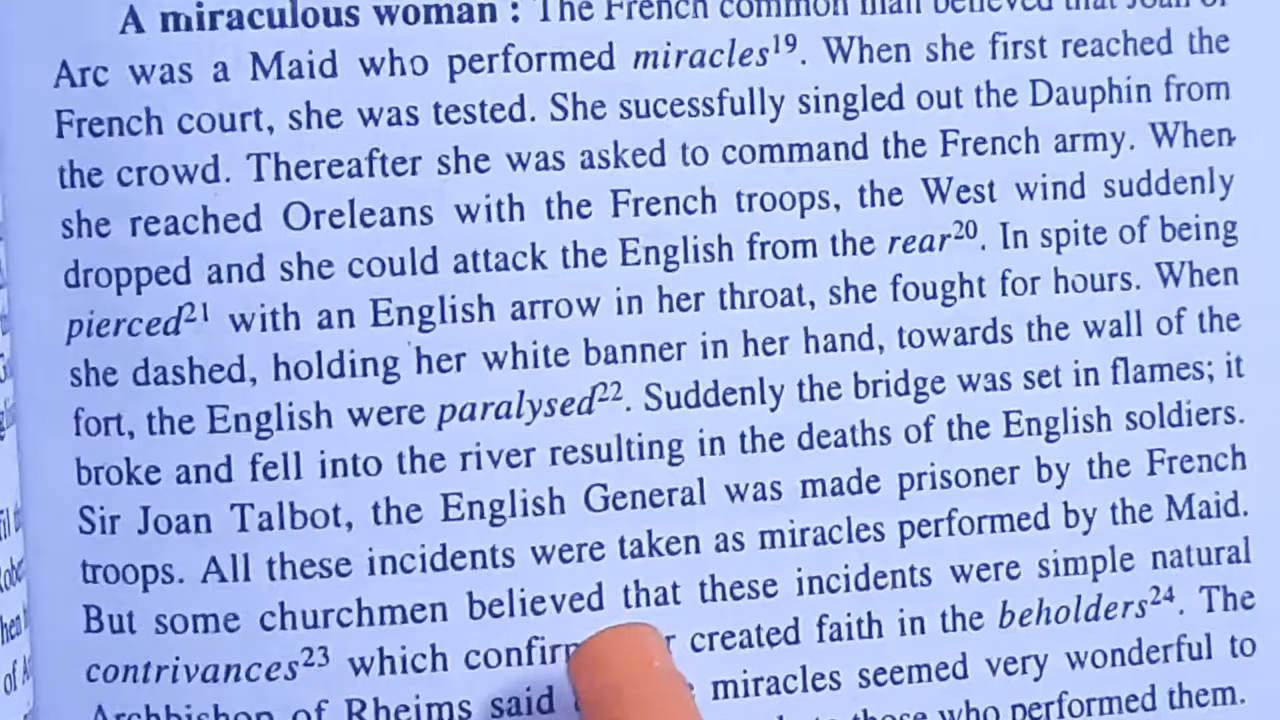 A miraculous woman : The French common man believed that Joan of
Arc was a Maid who performed miracles19. When she first reached the
French court, she was tested. She sucessfully singled out the Dauphin from
the crowd. Thereafter she was asked to command the French army. When
she reached Oreleans with the French troops, the West wind suddenly
dropped and she could attack the English from the rear20. In spite of being
pierced21 with an English arrow in her throat, she fought for hours. When
she dashed, holding her white banner in her hand, towards the wall of the
fort, the English were paralysed22. Suddenly the bridge was set in flames; it
broke and fell into the river resulting in the deaths of the English soldiers.
Sir Joan Talbot, the English General was made prisoner by the French
troops. All these incidents were taken as miracles performed by the Maid.
But some churchmen believed that these incidents were simple natural
contrivances23 which created faith in the beholders24. The
Archbishop of Rheims said miracles seemed very wonderful to
those who performed them.